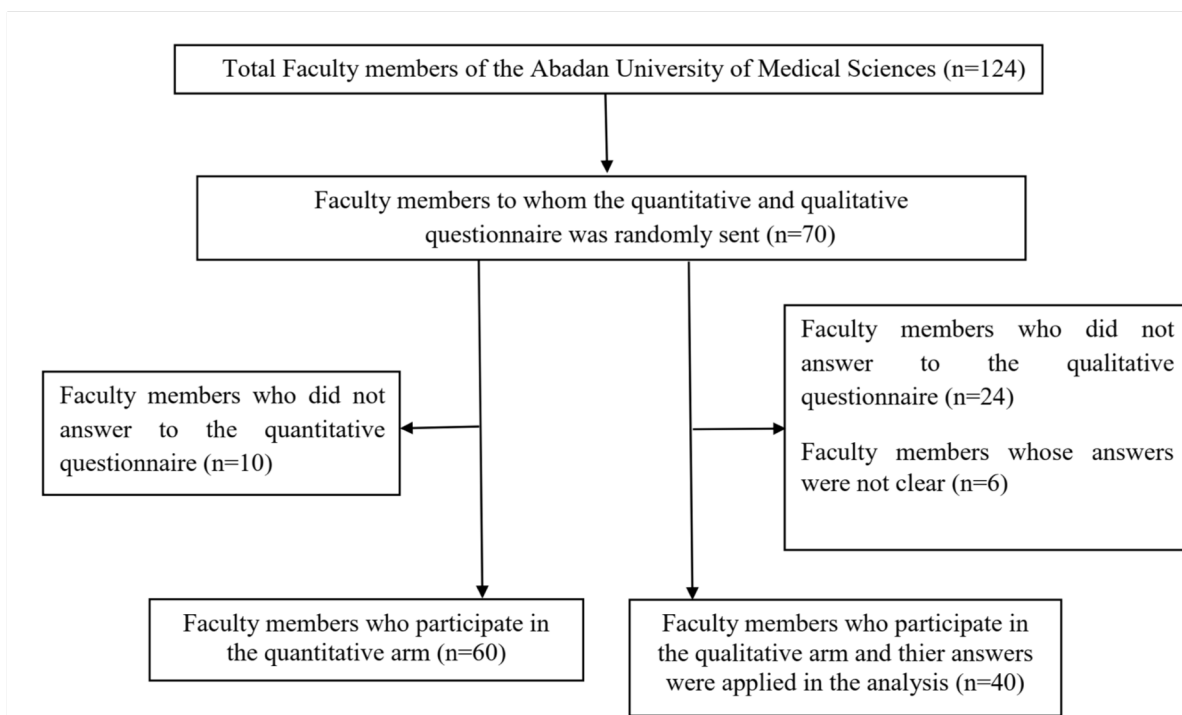 Total Faculty members of the Abadan University of Medical Sciences (n=124)
Faculty members to whom the quantitative and qualitative
questionnaire was randomly sent (n=70)
Faculty members who did not
answer to the quantitative
questionnaire (n=10)
Faculty members who did not
answer to the qualitative
questionnaire (n=24)
Faculty members whose answers
were not clear (n=6)
Faculty members who participate in
the quantitative arm (n=60)
Faculty members who participate in
the qualitative arm and thier answers
were applied in the analysis (n=40)